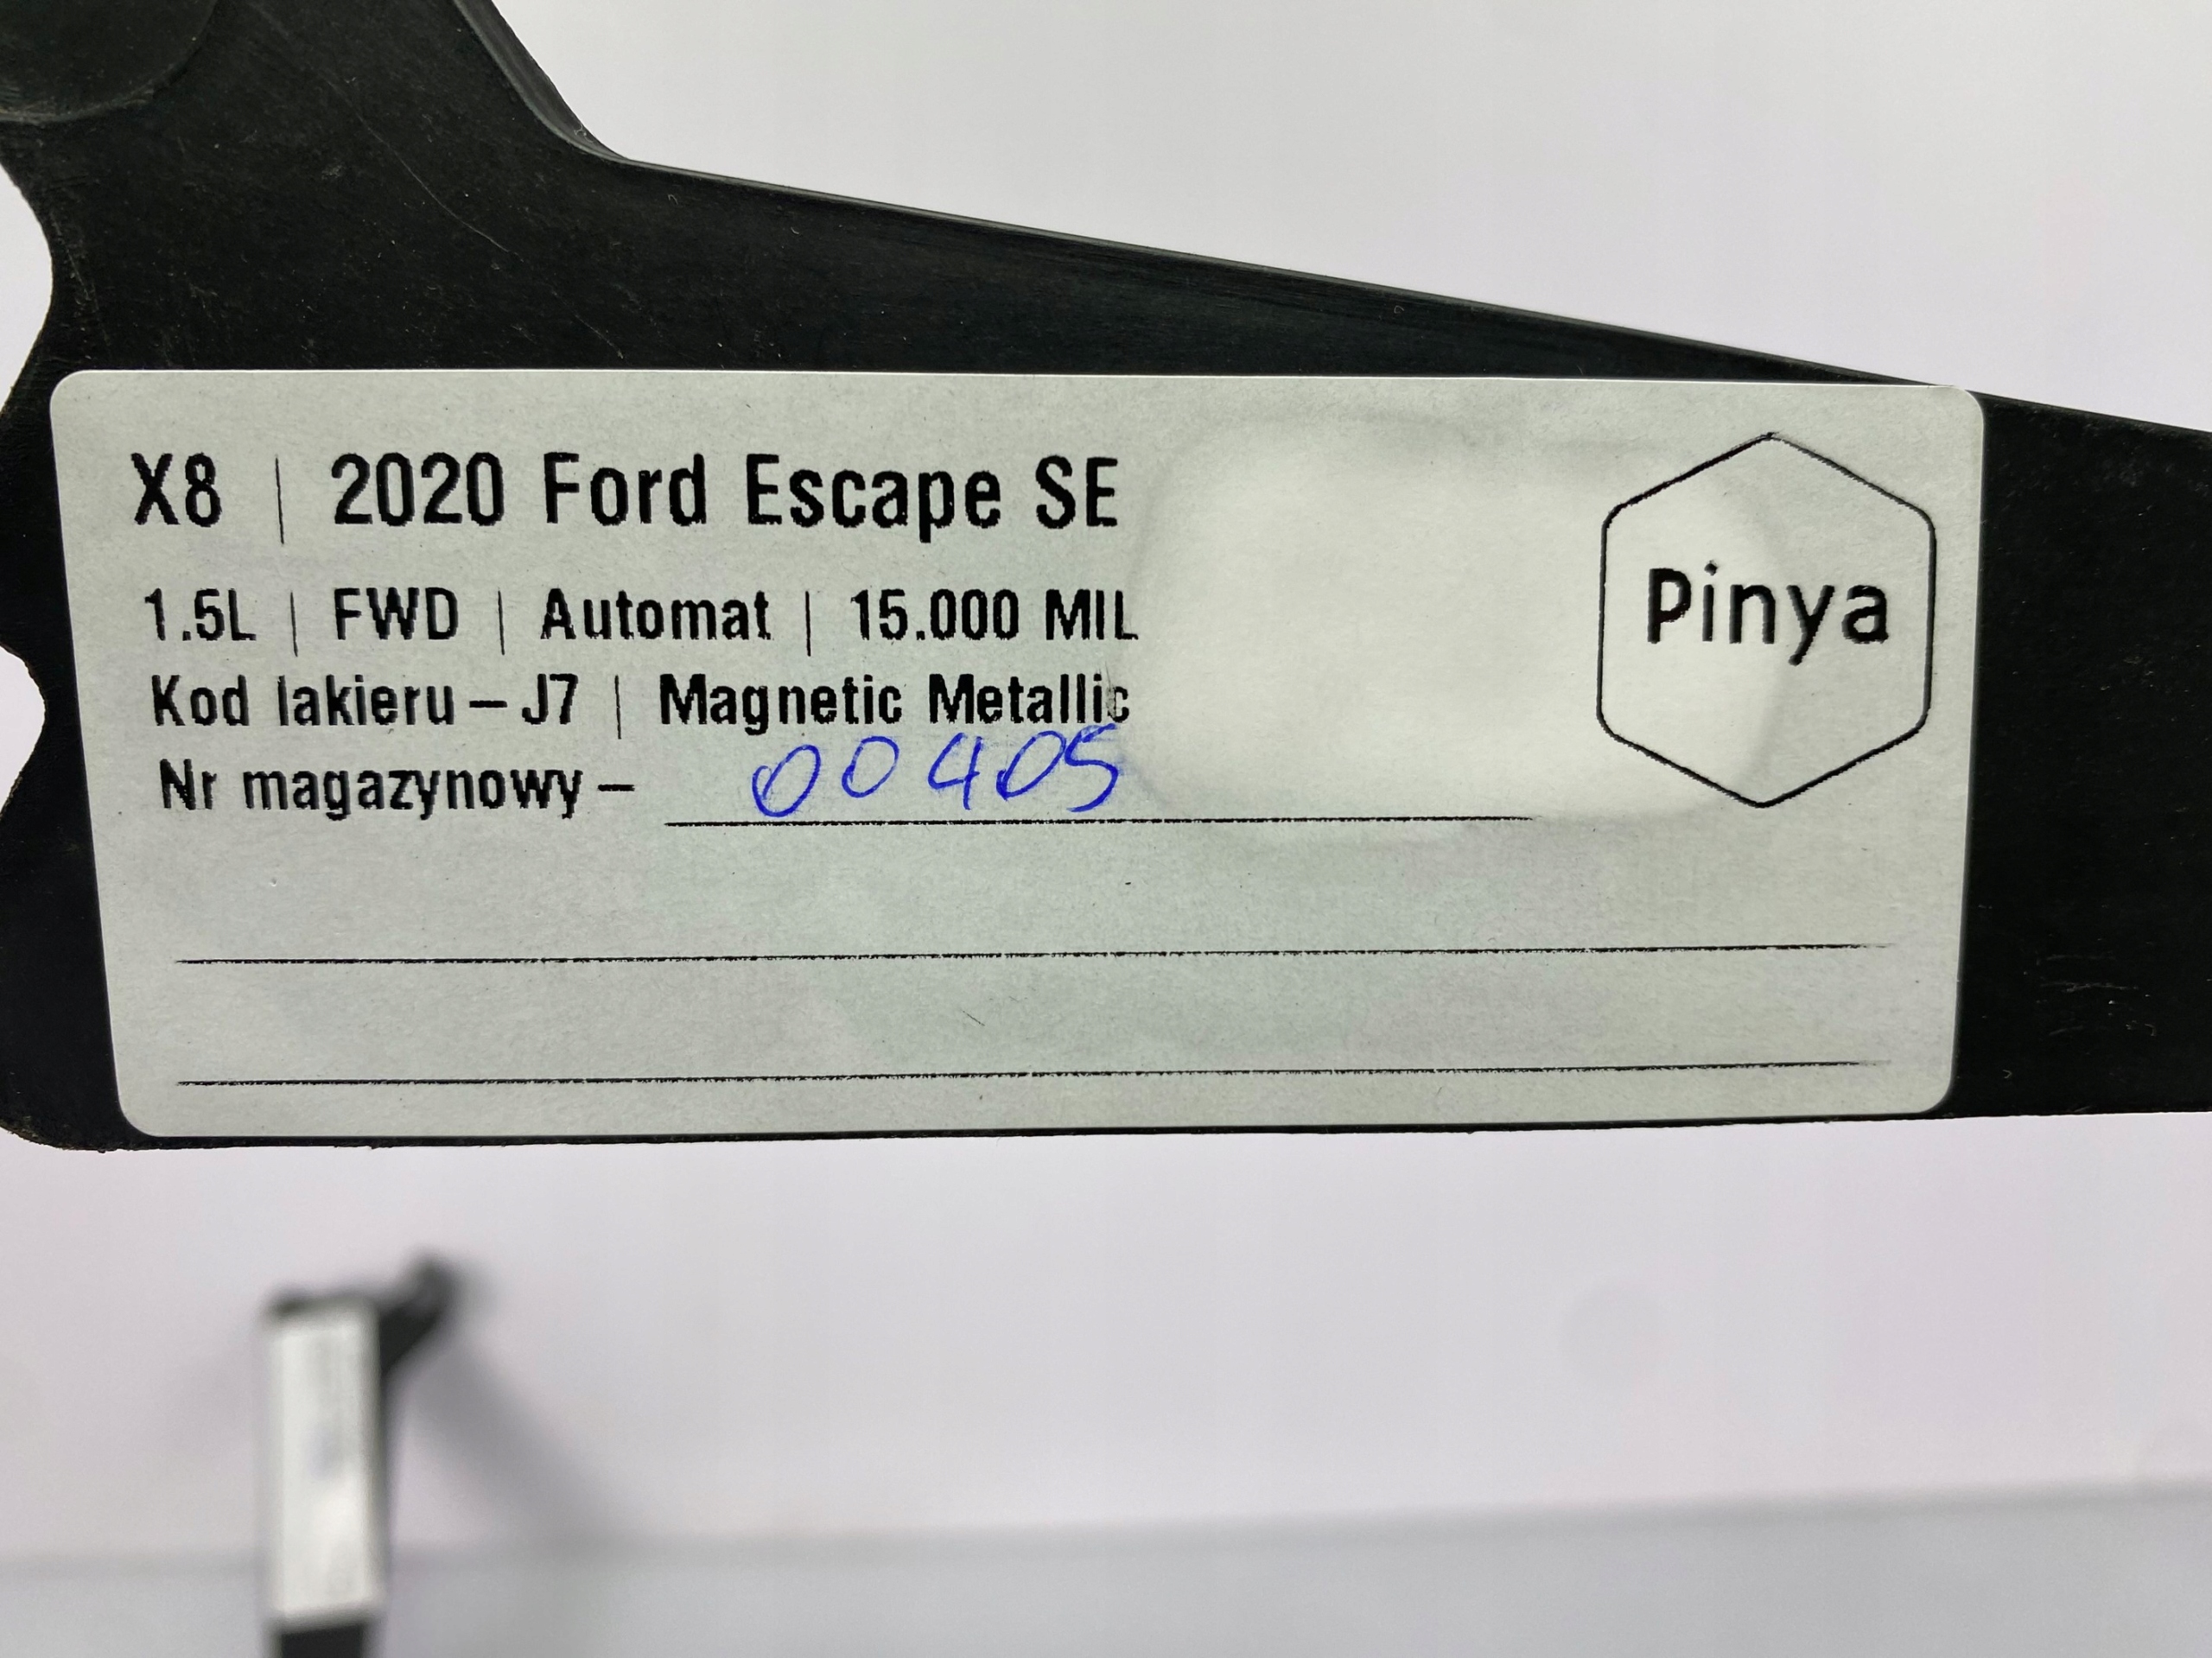 X8 | 2020 Ford Escape SE
1.5L | FWD | Automat | 15.000 MIL
Kod lakieru – J7 | Magnetic Metallic
Nr magazynowy – 00405
Pinya